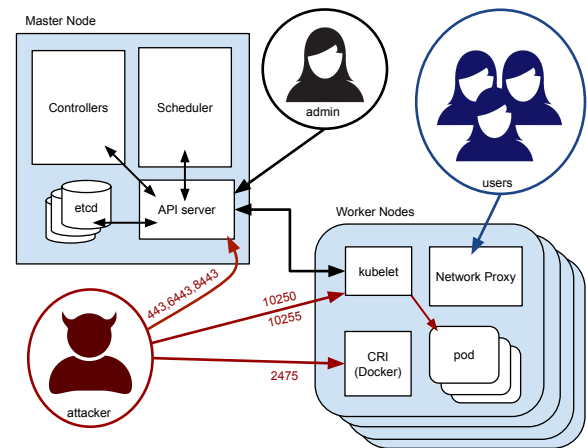 Master Node
Controllers
Scheduler
etcd
API server
admin
users
Worker Nodes
kubelet
Network Proxy
CRI
(Docker)
pod
443,6443,8443
10250
10255
2475
attacker